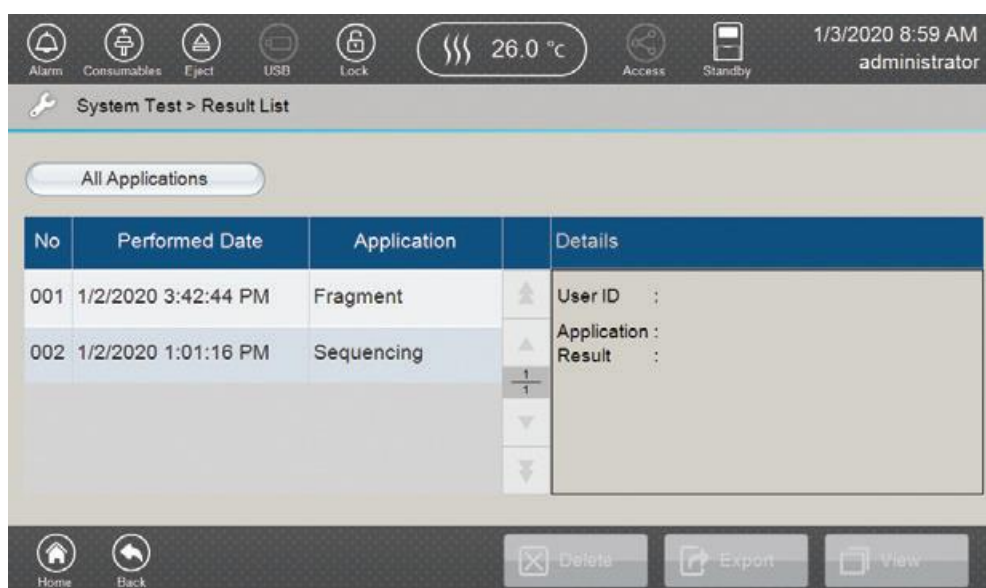 1/3/2020 8:59 AM
26.0 °c
administrator
Alarm Consumables Eject USB Lock Access Standby
System Test > Result List
All Applications
No Performed Date Application Details
001 1/2/2020 3:42:44 PM Fragment User ID :
Application :
002 1/2/2020 1:01:16 PM Sequencing Result :
1
1
Delete Export View
Home Back